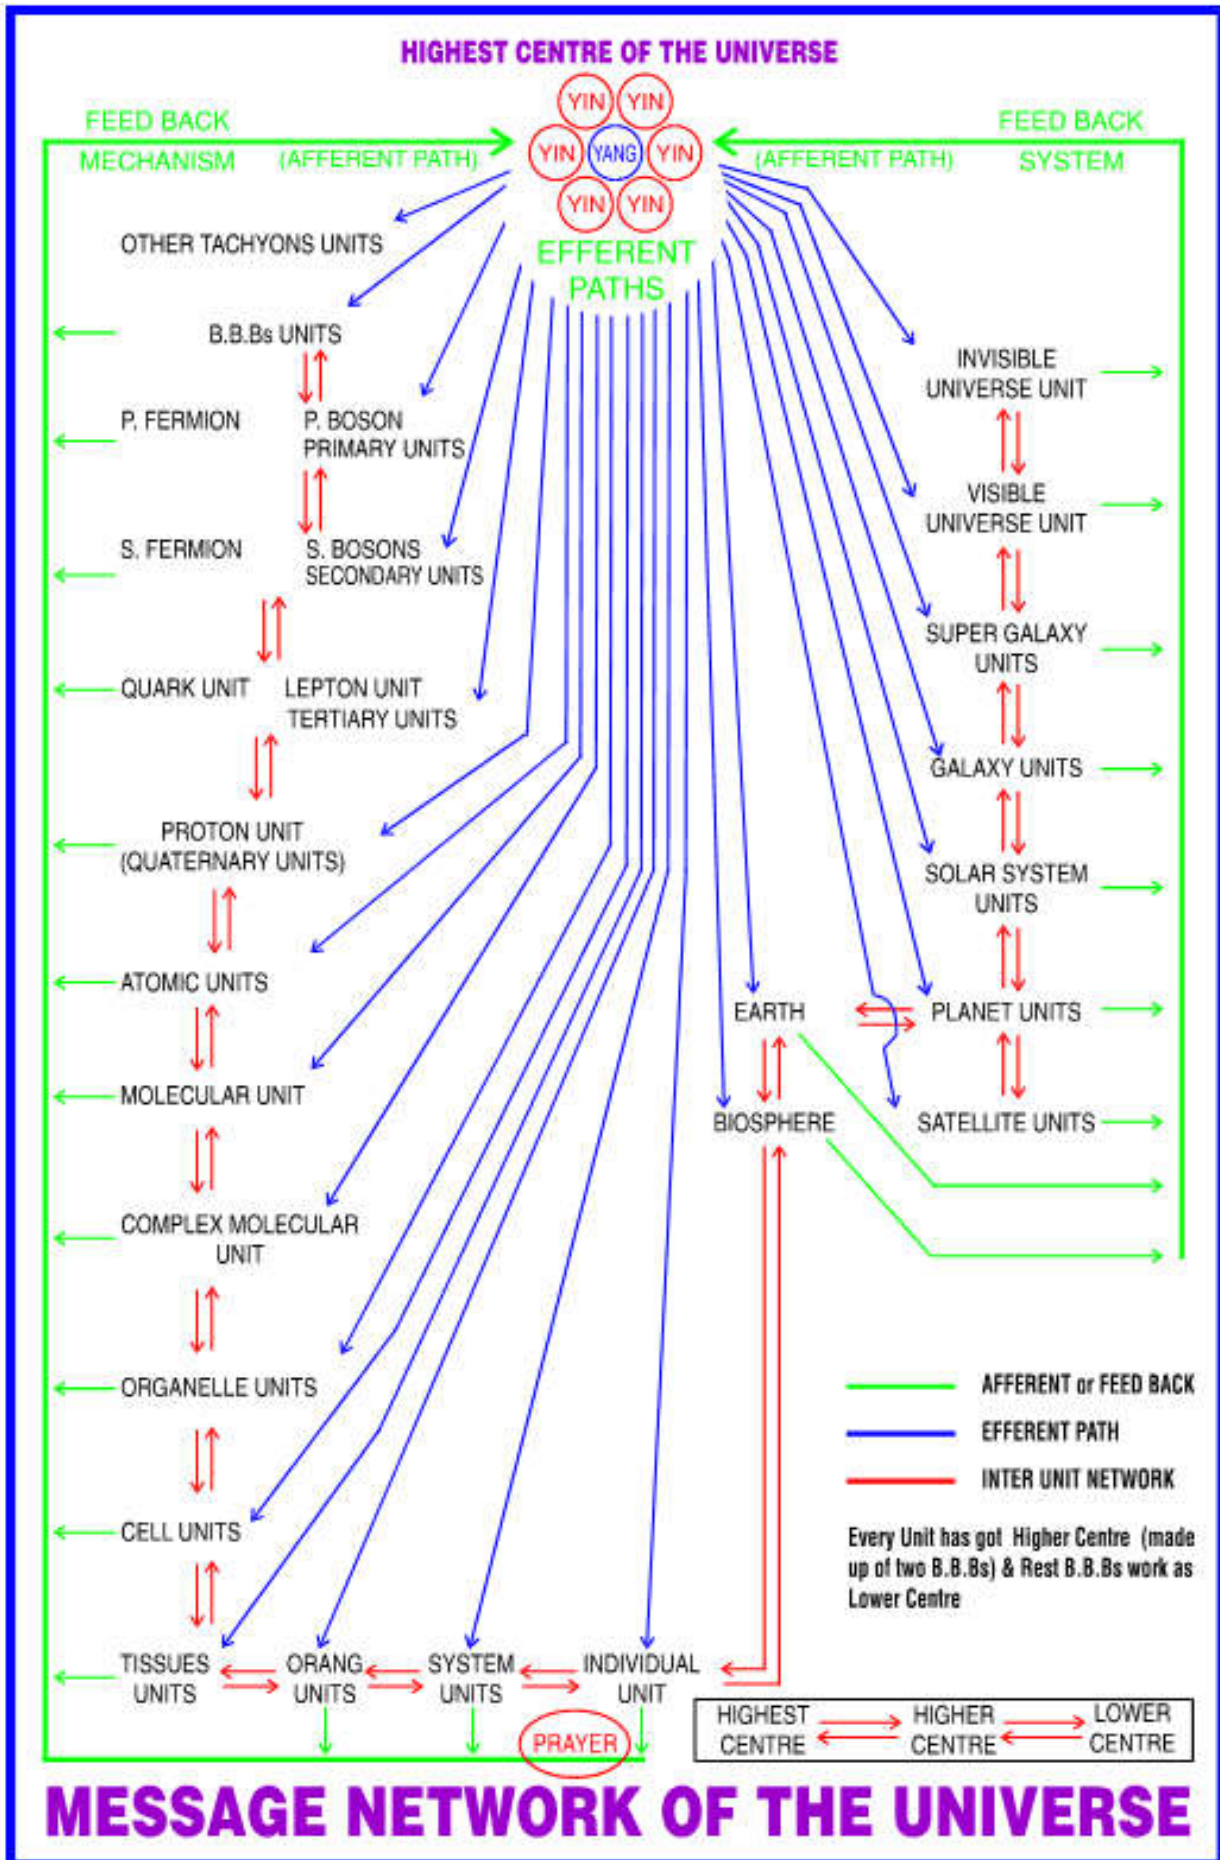 HIGHEST CENTRE OF THE UNIVERSE
YIN YIN
YIN YANG YIN
YIN YIN
FEED BACK
MECHANISM (AFFERENT PATH)
FEED BACK
(AFFERENT PATH) SYSTEM
EFFERENT
PATHS
OTHER TACHYONS UNITS
B.B.Bs UNITS
P. FERMION P. BOSON
PRIMARY UNITS
S. FERMION S. BOSONS
SECONDARY UNITS
QUARK UNIT LEPTON UNIT
TERTIARY UNITS
PROTON UNIT
(QUATERNARY UNITS)
ATOMIC UNITS
MOLECULAR UNIT
COMPLEX MOLECULAR
UNIT
ORGANELLE UNITS
CELL UNITS
TISSUES
UNITS
ORANG
UNITS
SYSTEM
UNITS
INDIVIDUAL
UNIT
PRAYER
INVISIBLE
UNIVERSE UNIT
VISIBLE
UNIVERSE UNIT
SUPER GALAXY
UNITS
GALAXY UNITS
SOLAR SYSTEM
UNITS
EARTH PLANET UNITS
BIOSPHERE SATELLITE UNITS
AFFERENT or FEED BACK
EFFERENT PATH
INTER UNIT NETWORK
Every Unit has got Higher Centre (made
up of two B.B.Bs) & Rest B.B.Bs work as
Lower Centre
HIGHEST HIGHER LOWER
CENTRE CENTRE CENTRE
MESSAGE NETWORK OF THE UNIVERSE